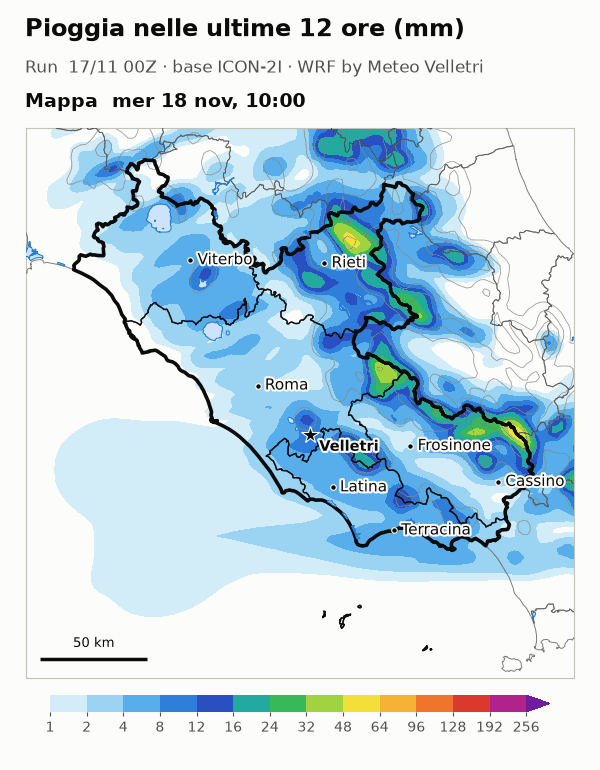 Pioggia nelle ultime 12 ore (mm)
Run 17/11 00Z · base ICON-2I · WRF by Meteo Velletri
Mappa mer 18 nov, 10:00
Viterbo
Rieti
Roma
Velletri
Frosinone
Cassino
Latina
Terracina
50 km
1 2 4 8 12 16 24 32 48 64 96 128 192 256